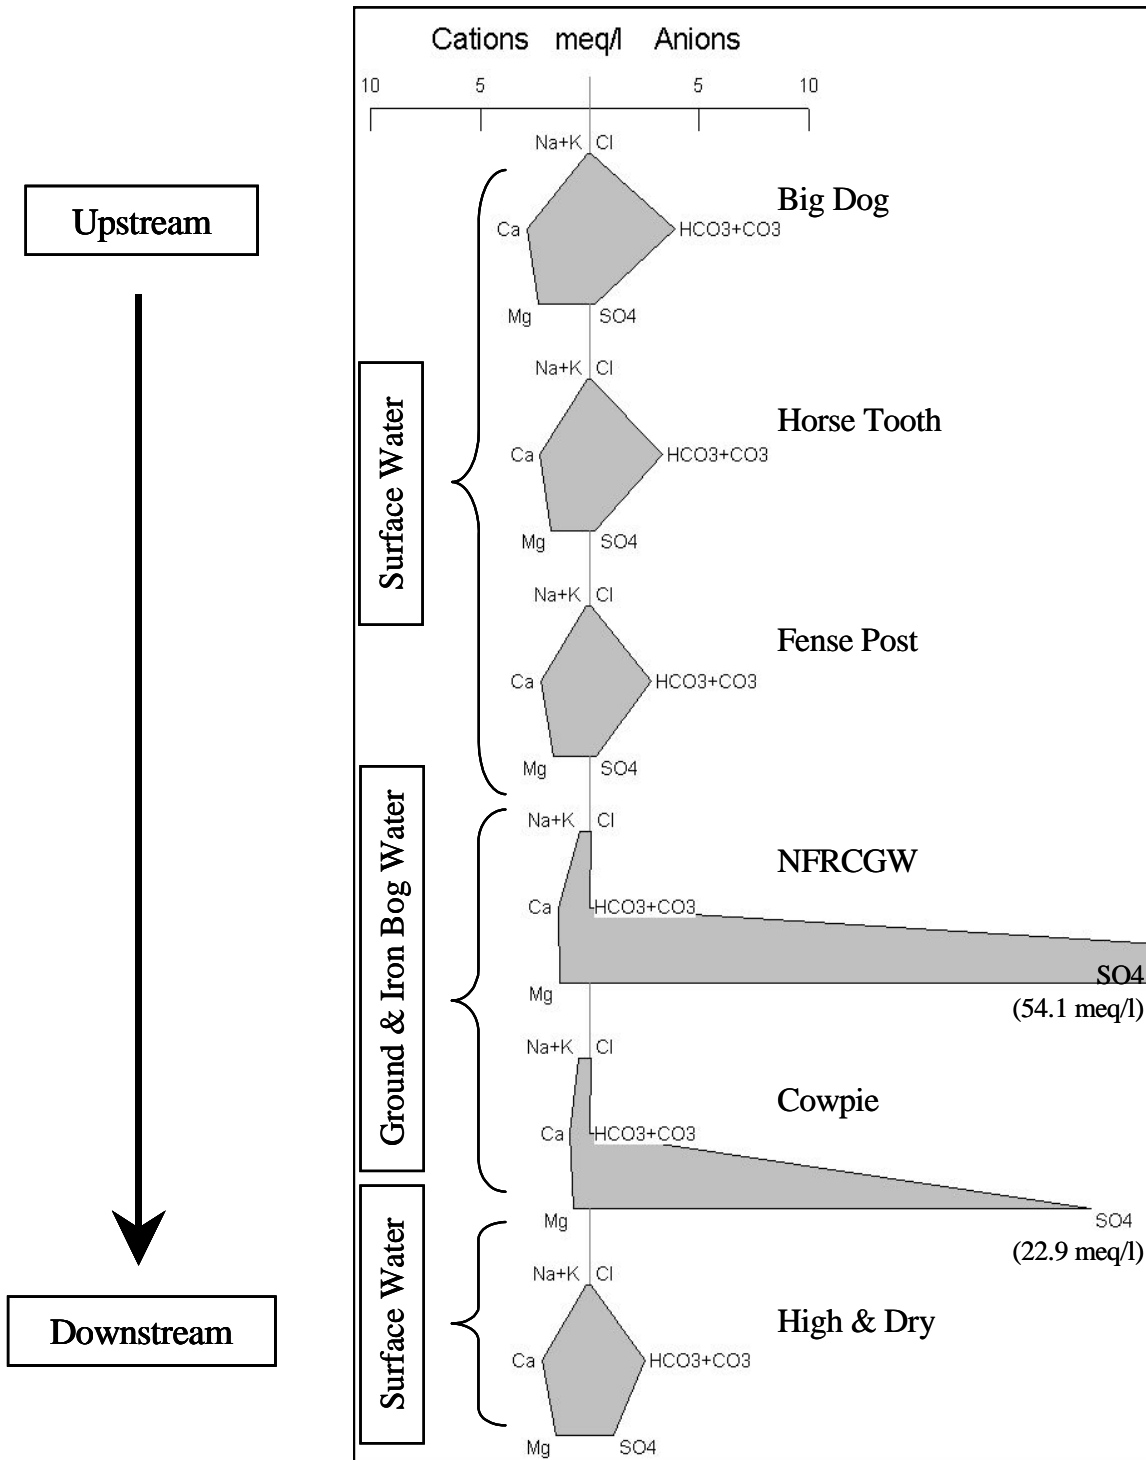 Cations meq/l Anions
10 5 5 10
Upstream
Surface Water
Na+K Cl
Big Dog
Ca HCO3+CO3
Mg SO4
Na+K Cl
Horse Tooth
Ca HCO3+CO3
Mg SO4
Na+K Cl
Fense Post
Ca HCO3+CO3
Mg SO4
Ground & Iron Bog Water
Na+K Cl
NFRCGW
Ca HCO3+CO3
Mg SO4
(54.1 meq/l)
Na+K Cl
Cowpie
Ca HCO3+CO3
Mg SO4
(22.9 meq/l)
Surface Water
Na+K Cl
Downstream
High & Dry
Ca HCO3+CO3
Mg SO4